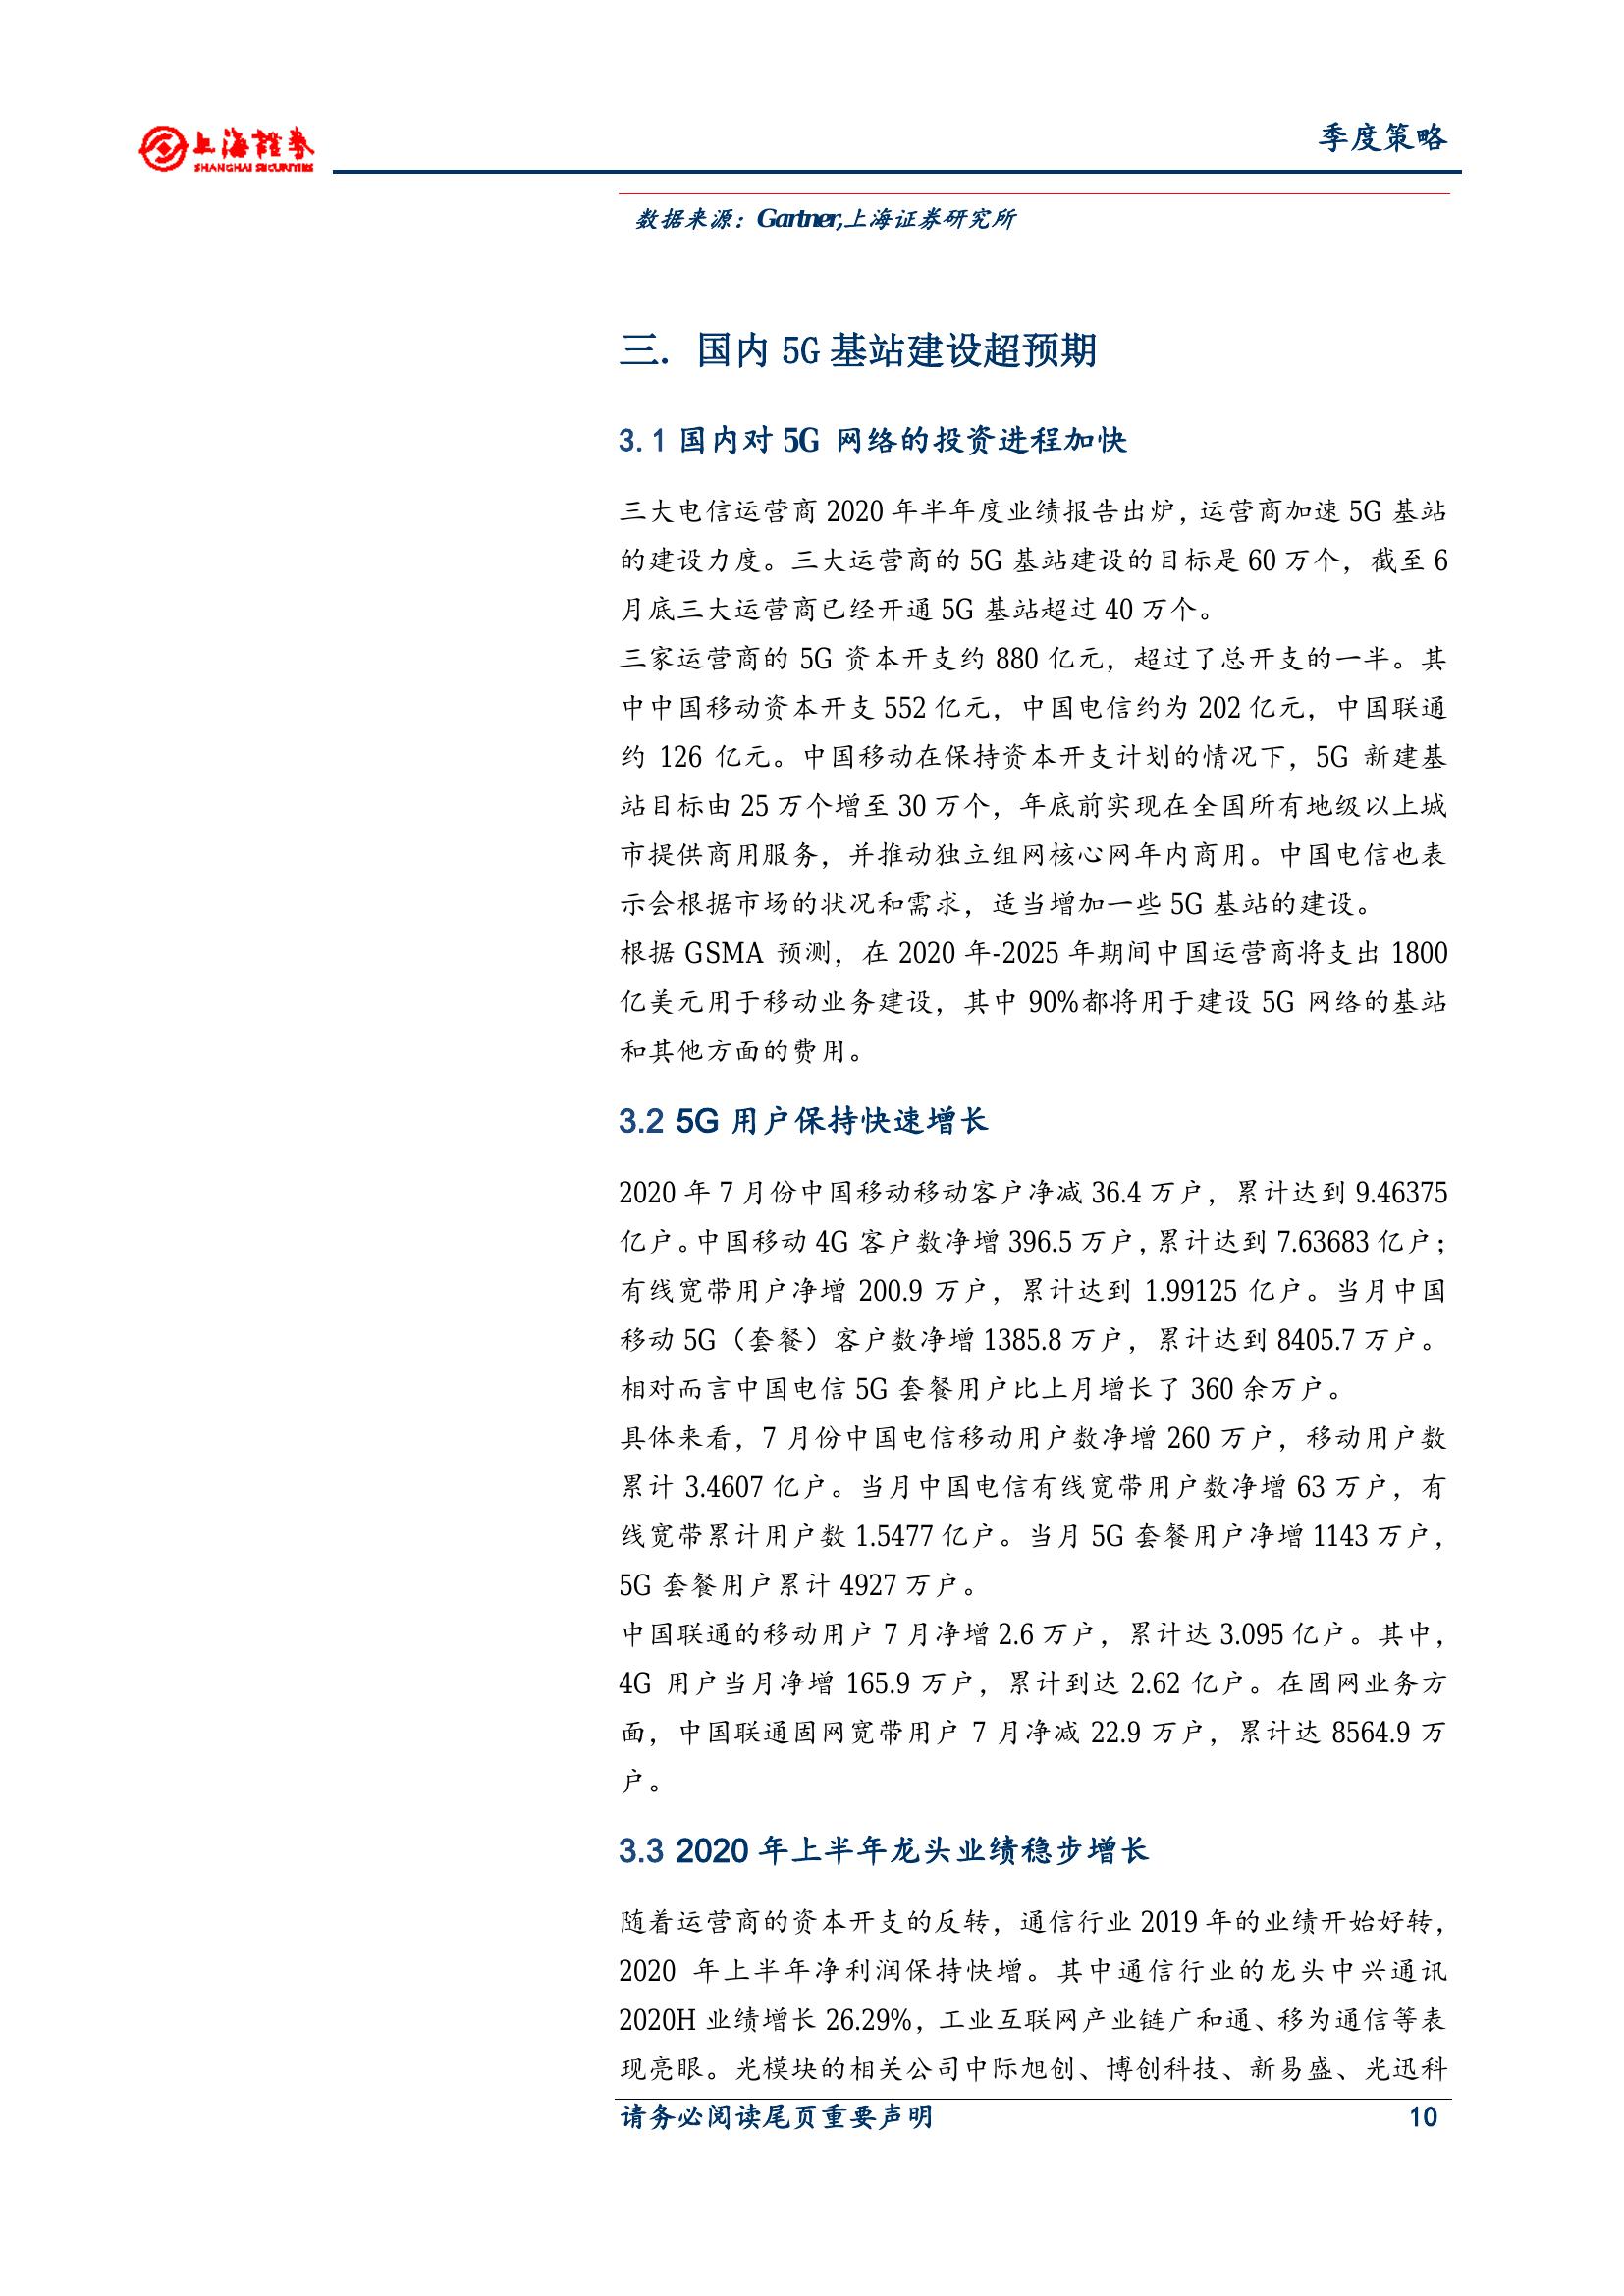 上海證券
SHANGHAI SECURITIES
季度策略
数据来源：Gartner,上海证券研究所
三. 国内 5G 基站建设超预期
3.1 国内对 5G 网络的投资进程加快
三大电信运营商 2020 年半年度业绩报告出炉，运营商加速 5G 基站
的建设力度。三大运营商的 5G 基站建设的目标是 60 万个，截至 6
月底三大运营商已经开通 5G 基站超过 40 万个。
三家运营商的 5G 资本开支约 880 亿元，超过了总开支的一半。其
中中国移动资本开支 552 亿元，中国电信约为 202 亿元，中国联通
约 126 亿元。中国移动在保持资本开支计划的情况下，5G 新建基
站目标由 25 万个增至 30 万个，年底前实现在全国所有地级以上城
市提供商用服务，并推动独立组网核心网年内商用。中国电信也表
示会根据市场的状况和需求，适当增加一些 5G 基站的建设。
根据 GSMA 预测，在 2020 年-2025 年期间中国运营商将支出 1800
亿美元用于移动业务建设，其中 90%都将用于建设 5G 网络的基站
和其他方面的费用。
3.2 5G 用户保持快速增长
2020 年 7 月份中国移动移动客户净减 36.4 万户，累计达到 9.46375
亿户。中国移动 4G 客户数净增 396.5 万户，累计达到 7.63683 亿户；
有线宽带用户净增 200.9 万户，累计达到 1.99125 亿户。当月中国
移动 5G（套餐）客户数净增 1385.8 万户，累计达到 8405.7 万户。
相对而言中国电信 5G 套餐用户比上月增长了 360 余万户。
具体来看，7 月份中国电信移动用户数净增 260 万户，移动用户数
累计 3.4607 亿户。当月中国电信有线宽带用户数净增 63 万户，有
线宽带累计用户数 1.5477 亿户。当月 5G 套餐用户净增 1143 万户，
5G 套餐用户累计 4927 万户。
中国联通的移动用户 7 月净增 2.6 万户，累计达 3.095 亿户。其中，
4G 用户当月净增 165.9 万户，累计到达 2.62 亿户。在固网业务方
面，中国联通固网宽带用户 7 月净减 22.9 万户，累计达 8564.9 万
户。
3.3 2020 年上半年龙头业绩稳步增长
随着运营商的资本开支的反转，通信行业 2019 年的业绩开始好转，
2020 年上半年净利润保持快增。其中通信行业的龙头中兴通讯
2020H 业绩增长 26.29%，工业互联网产业链广和通、移为通信等表
现亮眼。光模块的相关公司中际旭创、博创科技、新易盛、光迅科
请务必阅读尾页重要声明 10